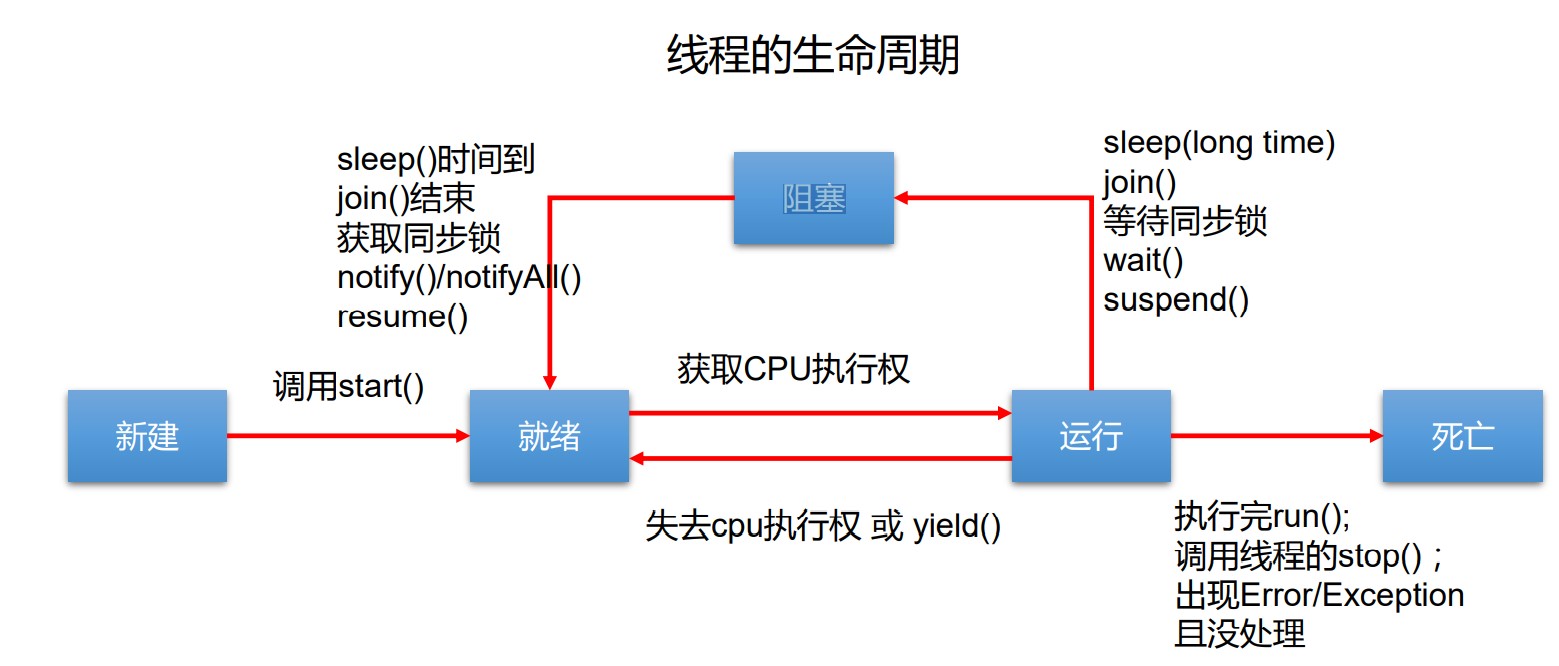 线程的生命周期
sleep()时间到
join()结束
获取同步锁
notify()/notifyAll()
resume()
阻塞
sleep(long time)
join()
等待同步锁
wait()
suspend()
调用start()
获取CPU执行权
新建
就绪
运行
死亡
失去cpu执行权 或 yield()
执行完run();
调用线程的stop() ;
出现Error/Exception
且没处理